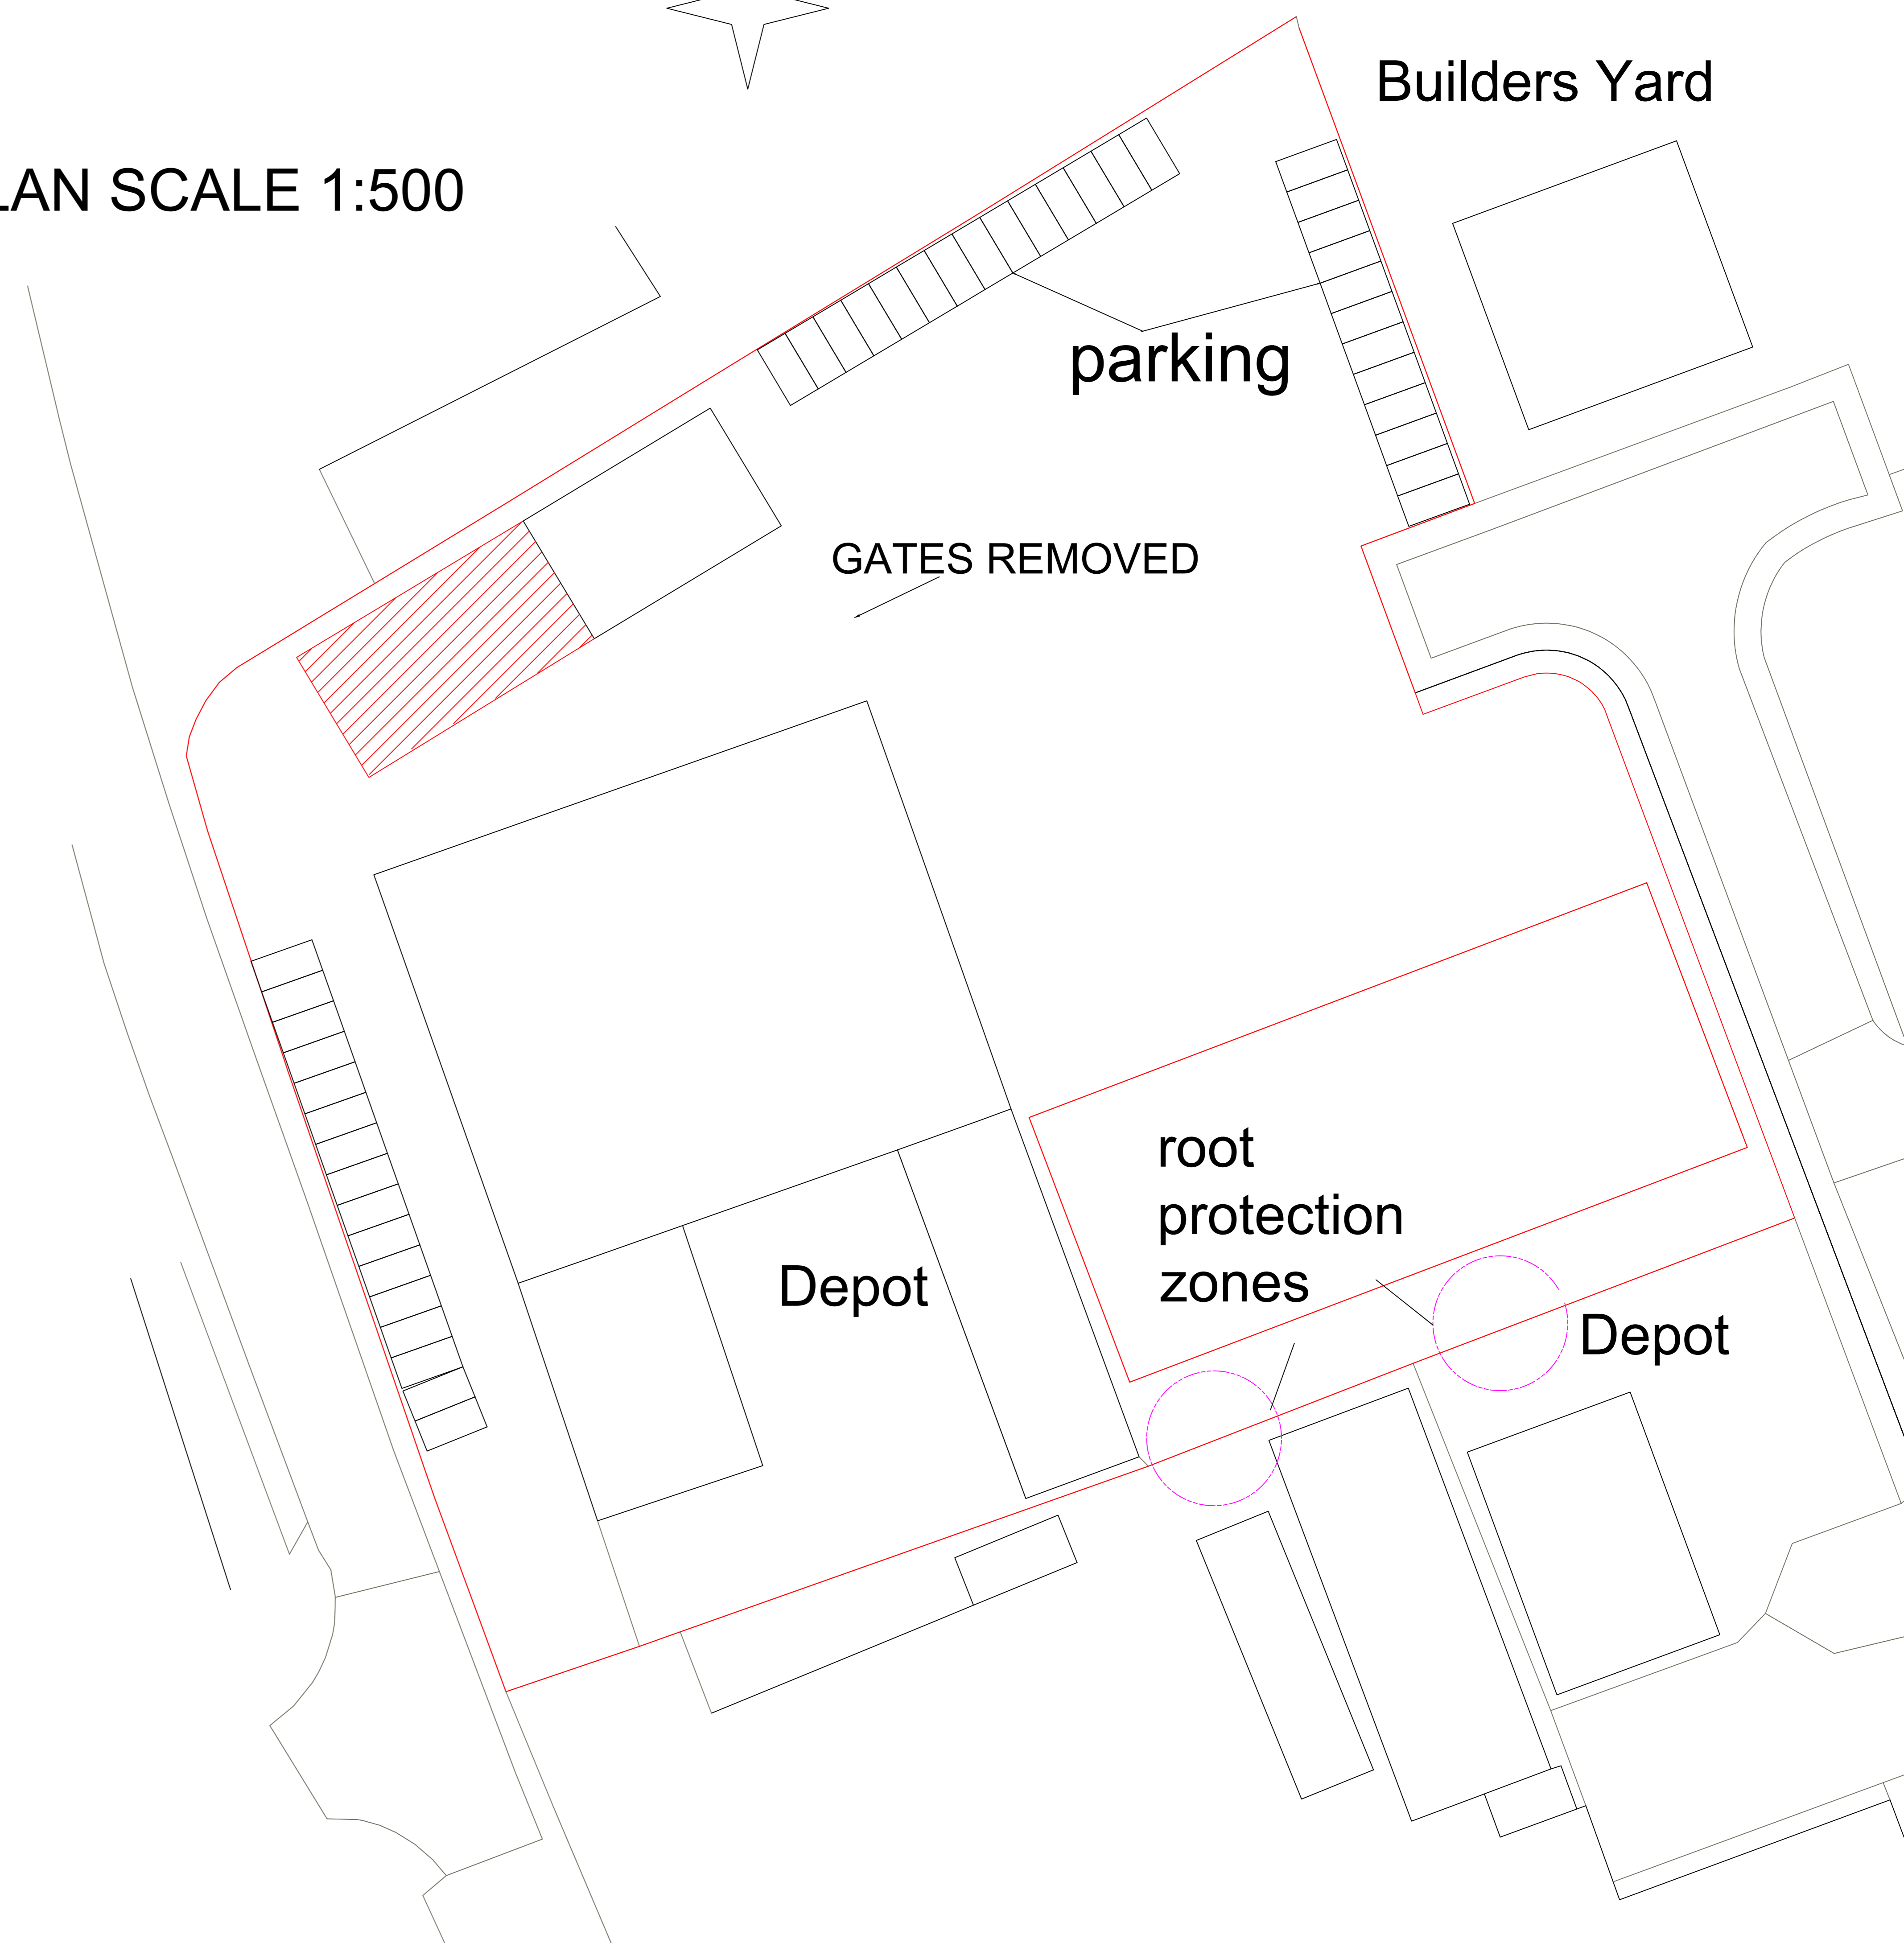 Builders Yard
LAN SCALE 1:500
parking
GATES REMOVED
root
protection
zones
Depot
Depot